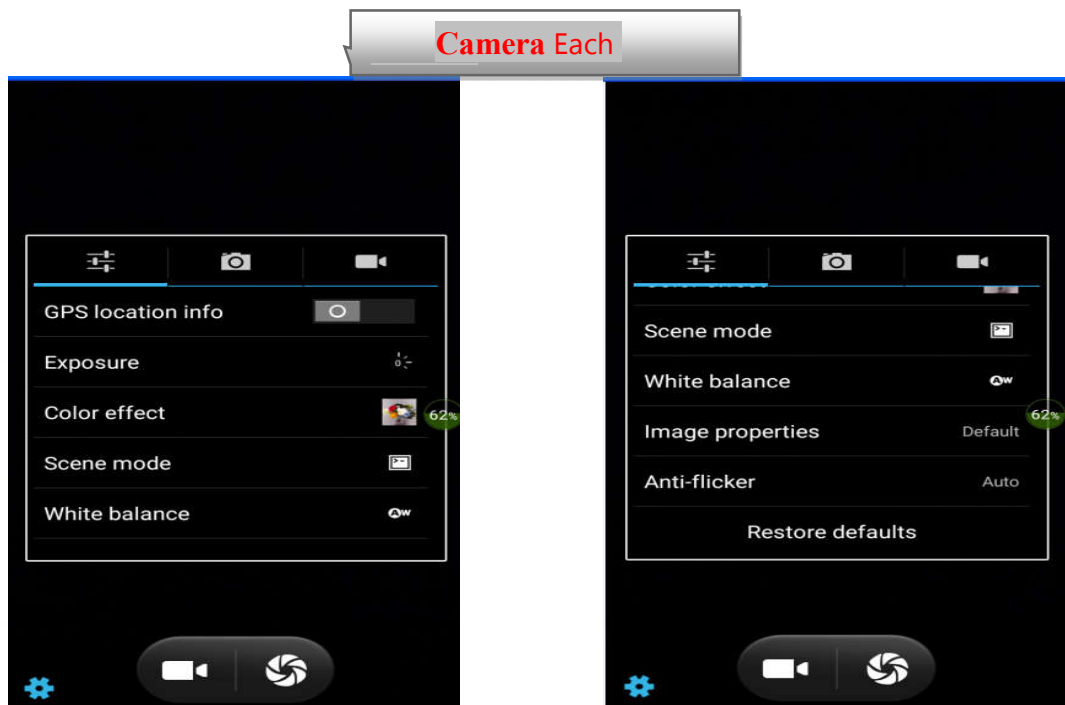 Camera Each
GPS location info
Exposure
Color effect
62%
Scene mode
White balance
Scene mode
White balance
62%
Image properties Default
Anti-flicker Auto
Restore defaults